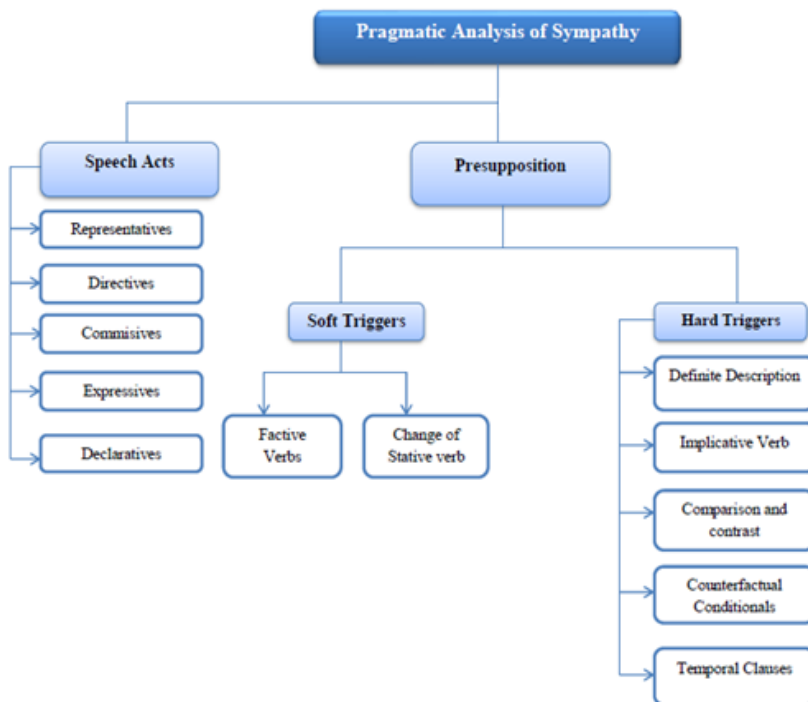 Pragmatic Analysis of Sympathy
Speech Acts
Presupposition
Representatives
Directives
Commisives
Expressives
Declaratives
Soft Triggers
Hard Triggers
Factive
Verbs
Change of
Stative verb
Definite Description
Implicative Verb
Comparison and
contrast
Counterfactual
Conditionals
Temporal Clauses